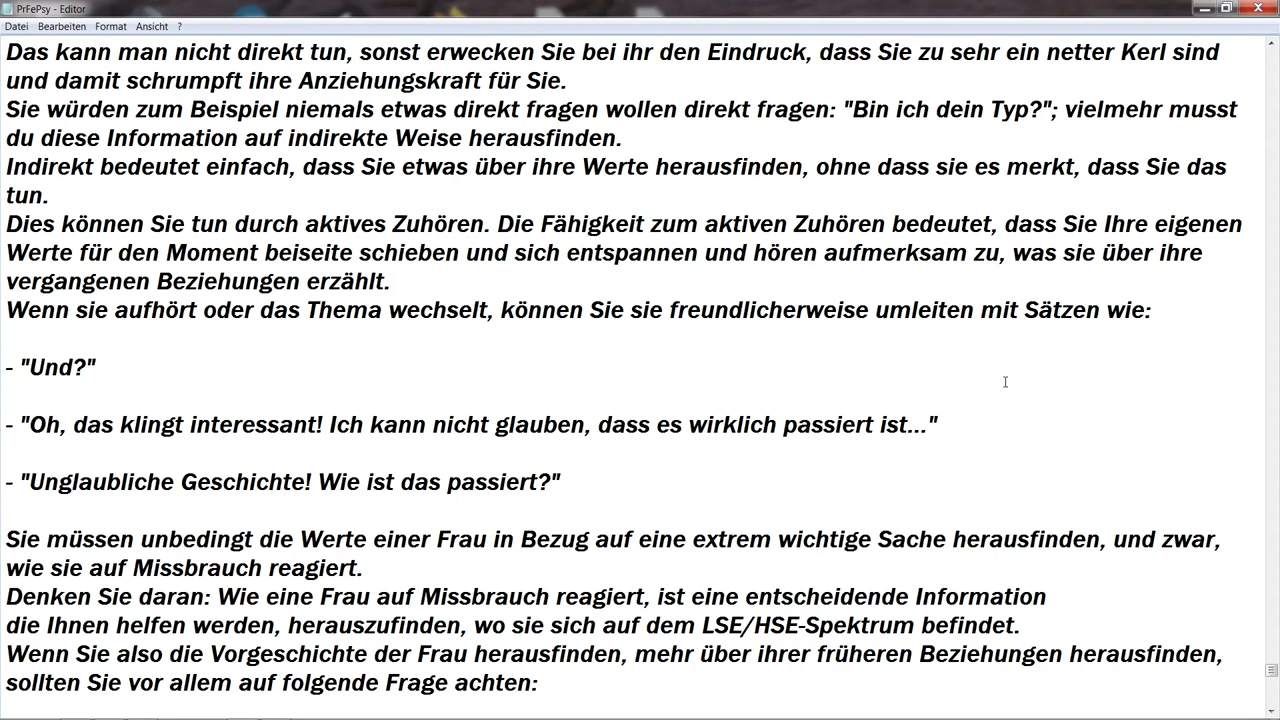 PrFePsy - Editor
Datei Bearbeiten Format Ansicht ?
Das kann man nicht direkt tun, sonst erwecken Sie bei ihr den Eindruck, dass Sie zu sehr ein netter Kerl sind
und damit schrumpft ihre Anziehungskraft für Sie.
Sie würden zum Beispiel niemals etwas direkt fragen wollen direkt fragen: "Bin ich dein Typ?"; vielmehr musst
du diese Information auf indirekte Weise herausfinden.
Indirekt bedeutet einfach, dass Sie etwas über ihre Werte herausfinden, ohne dass sie es merkt, dass Sie das
tun.
Dies können Sie tun durch aktives Zuhören. Die Fähigkeit zum aktiven Zuhören bedeutet, dass Sie Ihre eigenen
Werte für den Moment beiseite schieben und sich entspannen und hören aufmerksam zu, was sie über ihre
vergangenen Beziehungen erzählt.
Wenn sie aufhört oder das Thema wechselt, können Sie sie freundlicherweise umleiten mit Sätzen wie:
- "Und?"
- "Oh, das klingt interessant! Ich kann nicht glauben, dass es wirklich passiert ist..."
- "Unglaubliche Geschichte! Wie ist das passiert?"
Sie müssen unbedingt die Werte einer Frau in Bezug auf eine extrem wichtige Sache herausfinden, und zwar,
wie sie auf Missbrauch reagiert.
Denken Sie daran: Wie eine Frau auf Missbrauch reagiert, ist eine entscheidende Information
die Ihnen helfen werden, herauszufinden, wo sie sich auf dem LSE/HSE-Spektrum befindet.
Wenn Sie also die Vorgeschichte der Frau herausfinden, mehr über ihrer früheren Beziehungen herausfinden,
sollten Sie vor allem auf folgende Frage achten: